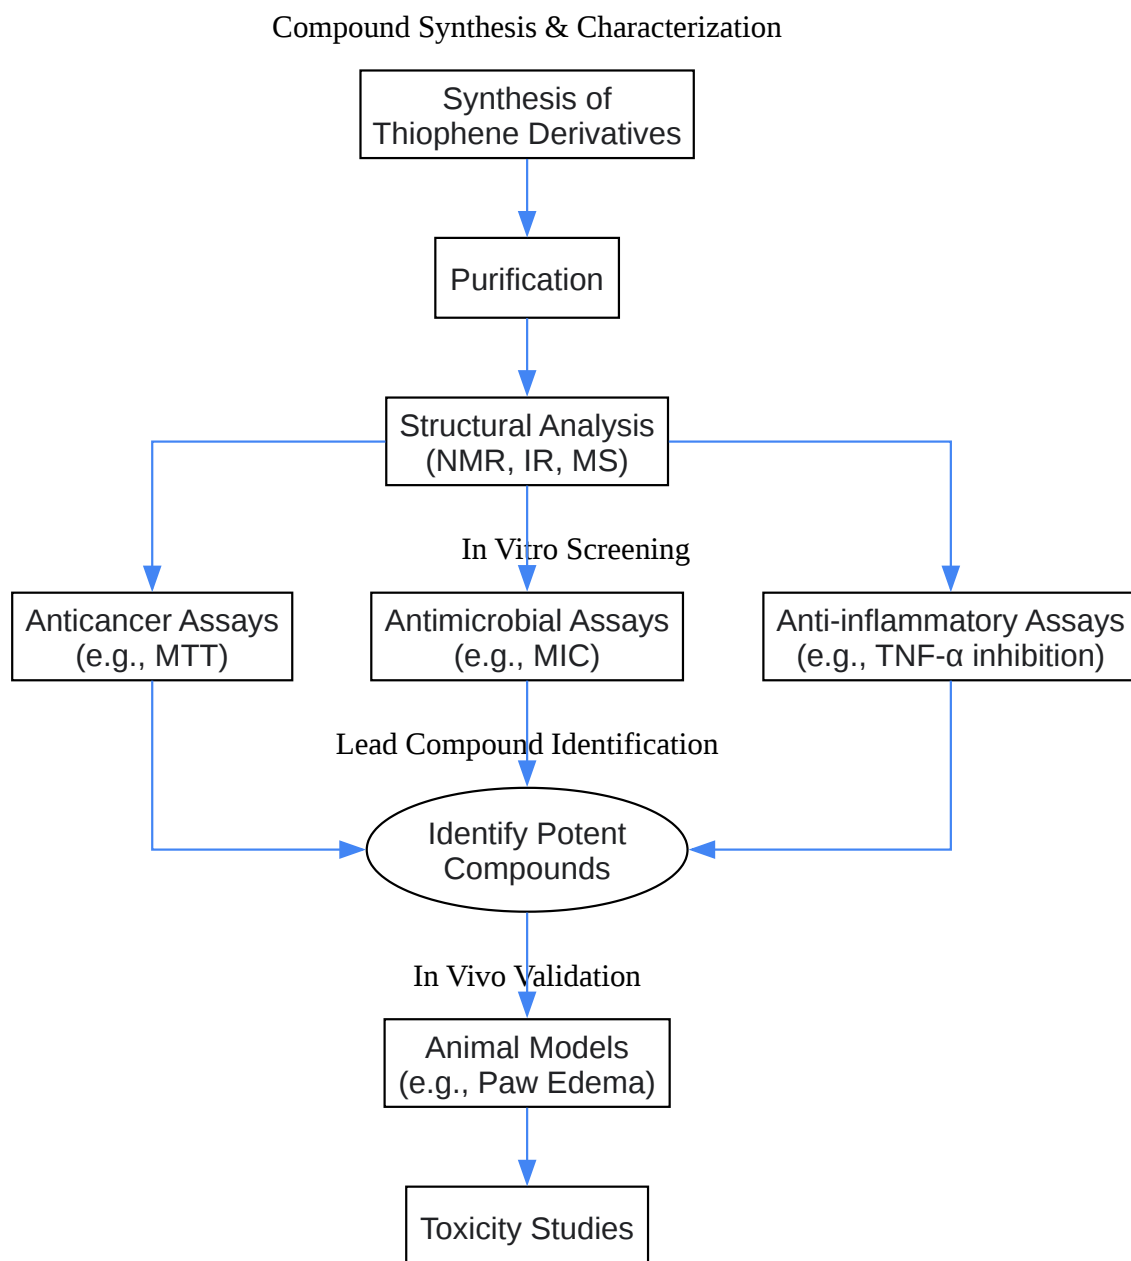 Compound Synthesis & Characterization
Synthesis of
Thiophene Derivatives
Purification
Structural Analysis
(NMR, IR, MS)
In Vitro Screening
Anticancer Assays
(e.g., MTT)
Antimicrobial Assays
(e.g., MIC)
Anti-inflammatory Assays
(e.g., TNF-α inhibition)
Lead Compound Identification
Identify Potent
Compounds
In Vivo Validation
Animal Models
(e.g., Paw Edema)
Toxicity Studies